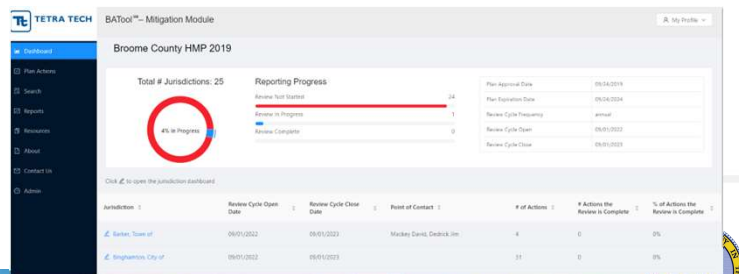 TETRA TECH
BATool℠– Mitigation Module
My Profile
Broome County HMP 2019
Dashboard
Plan Actions
Search
Reports
Resources
About
Contact Us
Admin
Total # Jurisdictions: 25
4% in Progress
Reporting Progress
Review Not Started 24
Review in Progress 1
Review Complete 0
Plan Approval Date 09/24/2019
Plan Expiration Date 09/24/2024
Review Cycle Frequency annual
Review Cycle Open 09/01/2022
Review Cycle Close 09/01/2023
Click to open the jurisdiction dashboard
Jurisdiction Review Cycle Open Date Review Cycle Close Date Point of Contact # of Actions # Actions the Review is Complete % of Actions the Review is Complete
Barker, Town of 09/01/2022 09/01/2023 Mackey David, Dedrick Jim 4 0 0%
Binghamton, City of 09/01/2022 09/01/2023 31 0 0%